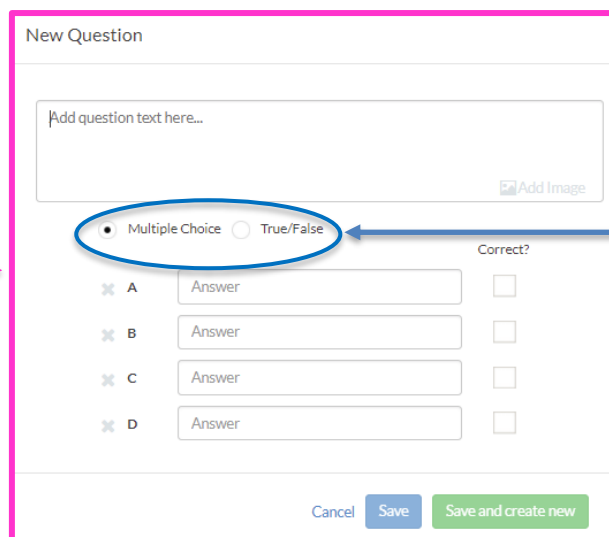 New Question
Add question text here...
Add Image
Multiple Choice True/False
Correct?
A Answer
B Answer
C Answer
D Answer
Cancel Save Save and create new